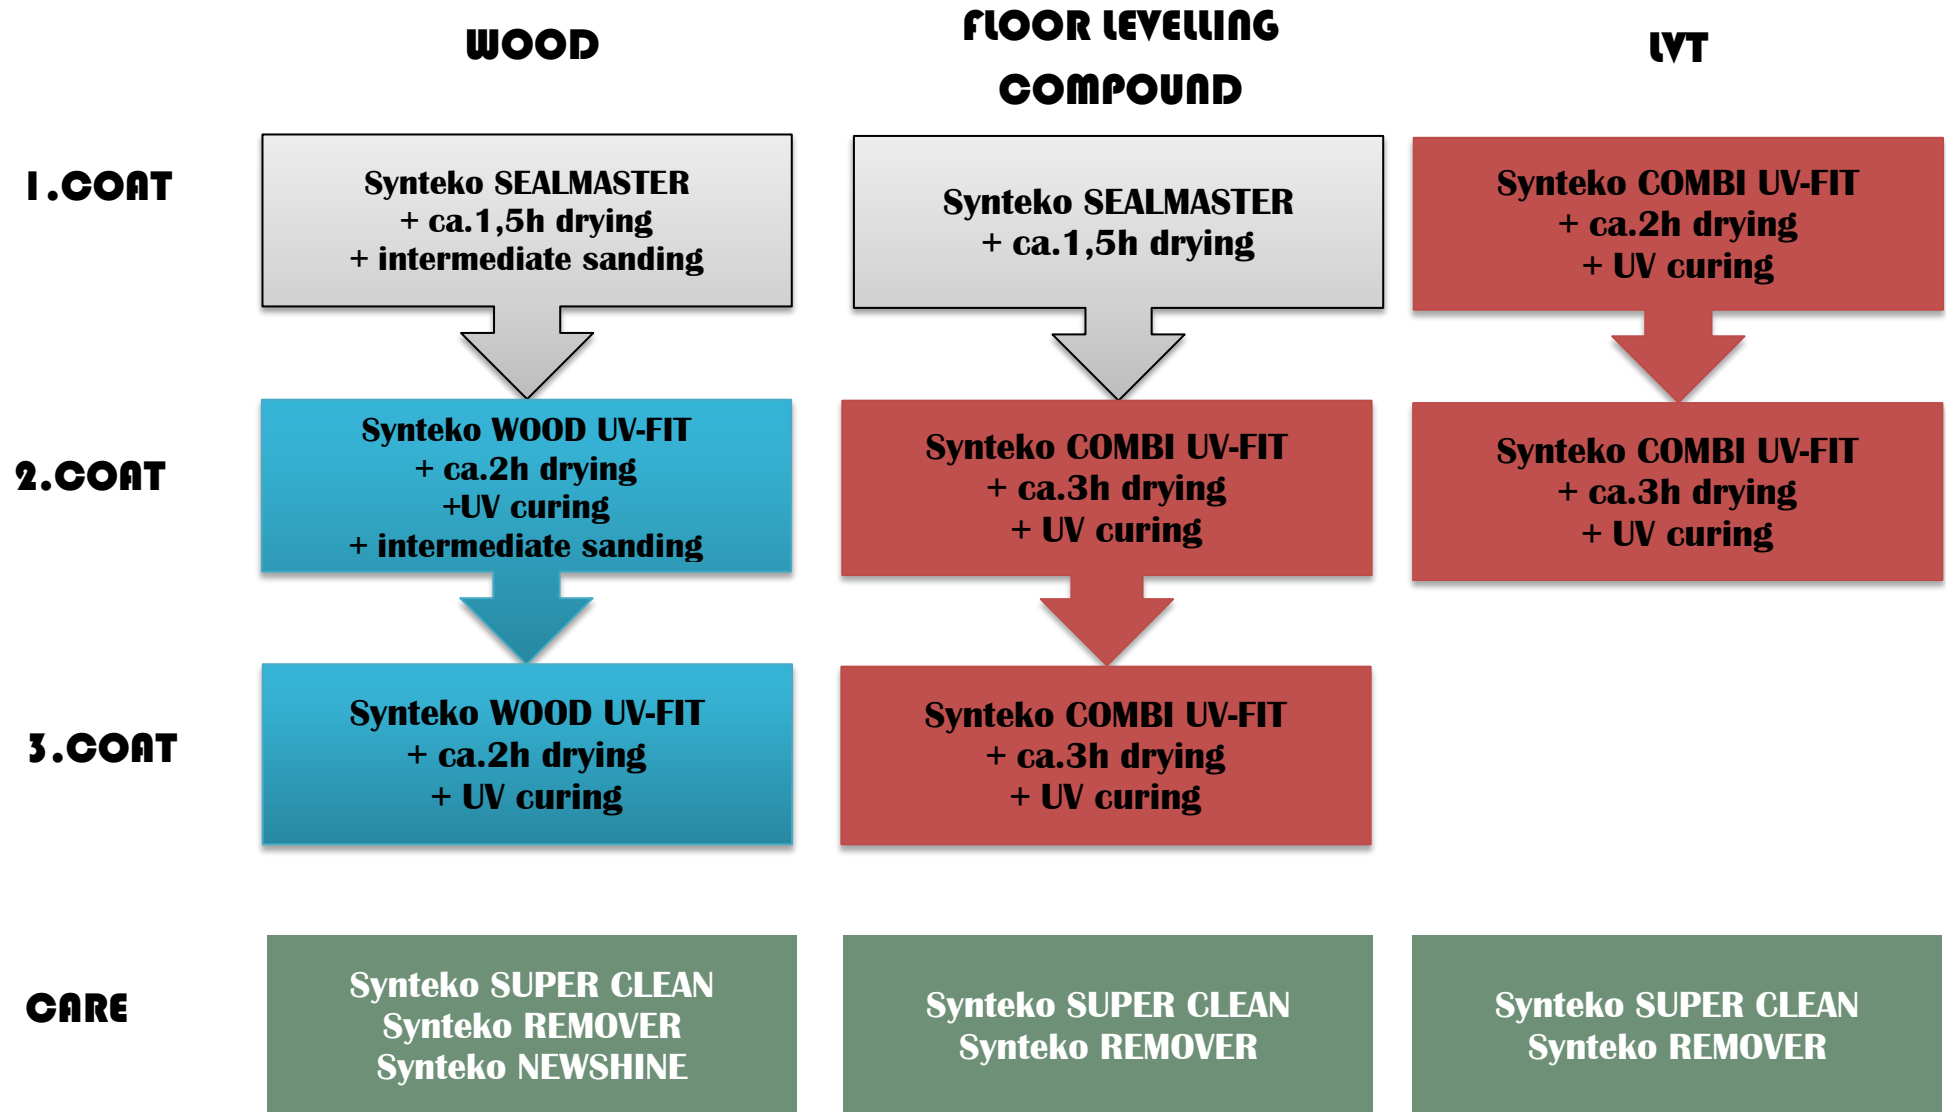 WOOD
FLOOR LEVELLING
COMPOUND
LVT
1.COAT
Synteko SEALMASTER
+ ca.1,5h drying
+ intermediate sanding
Synteko SEALMASTER
+ ca.1,5h drying
Synteko COMBI UV-FIT
+ ca.2h drying
+ UV curing
2.COAT
Synteko WOOD UV-FIT
+ ca.2h drying
+UV curing
+ intermediate sanding
Synteko COMBI UV-FIT
+ ca.3h drying
+ UV curing
Synteko COMBI UV-FIT
+ ca.3h drying
+ UV curing
3.COAT
Synteko WOOD UV-FIT
+ ca.2h drying
+ UV curing
Synteko COMBI UV-FIT
+ ca.3h drying
+ UV curing
CARE
Synteko SUPER CLEAN
Synteko REMOVER
Synteko NEWSHINE
Synteko SUPER CLEAN
Synteko REMOVER
Synteko SUPER CLEAN
Synteko REMOVER